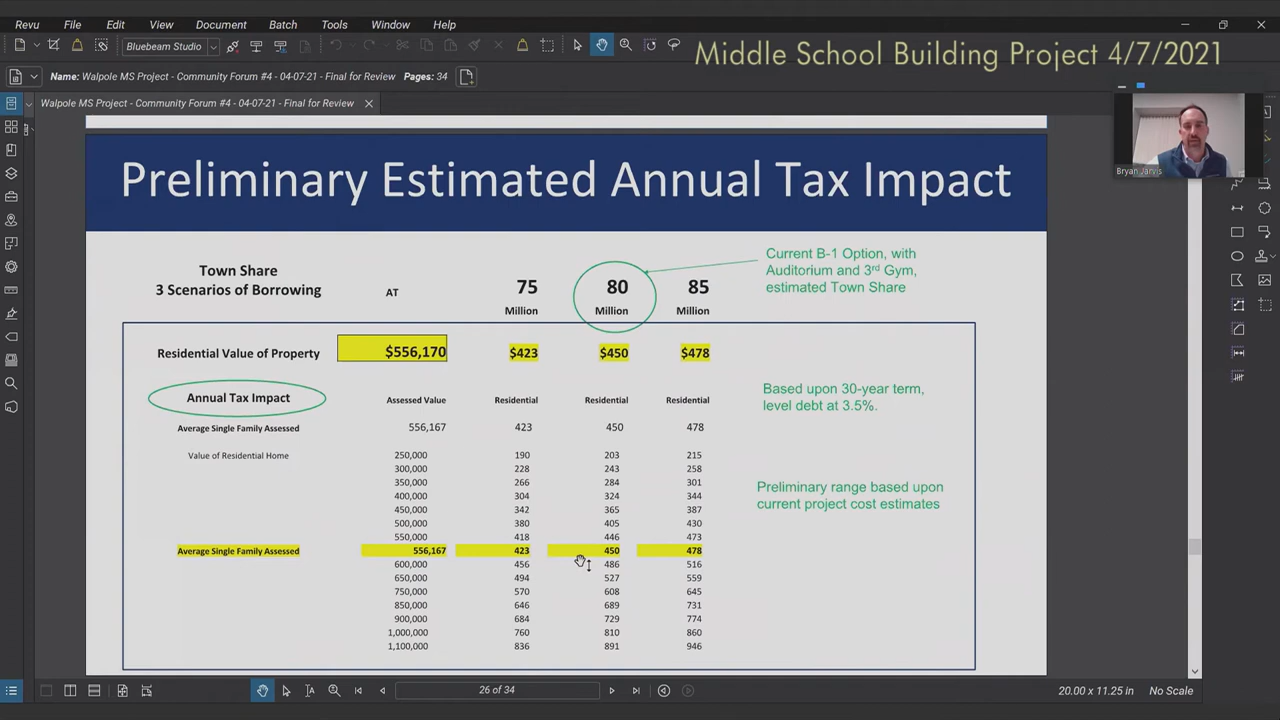 Revu File Edit View Document Batch Tools Window Help
Bluebeam Studio
Middle School Building Project 4/7/2021
Name: Walpole MS Project - Community Forum #4 - 04-07-21 - Final for Review Pages: 34
Walpole MS Project - Community Forum #4 - 04-07-21 - Final for Review
Bryan Jarvis
Preliminary Estimated Annual Tax Impact
Current B-1 Option, with
Auditorium and 3rd Gym,
estimated Town Share
Town Share
3 Scenarios of Borrowing
AT
75 80 85
Million Million Million
Residential Value of Property $556,170 $423 $450 $478
Based upon 30-year term,
level debt at 3.5%.
Annual Tax Impact Assessed Value Residential Residential Residential
Average Single Family Assessed 556,167 423 450 478
Value of Residential Home 250,000 190 203 215
300,000 228 243 258
350,000 266 284 301
400,000 304 324 344
Preliminary range based upon
current project cost estimates
450,000 342 365 387
500,000 380 405 430
550,000 418 446 473
Average Single Family Assessed 556,167 423 450 478
600,000 456 486 516
650,000 494 527 559
750,000 570 608 645
850,000 646 689 731
900,000 684 729 774
1,000,000 760 810 860
1,100,000 836 891 946
26 of 34
20.00 x 11.25 in No Scale